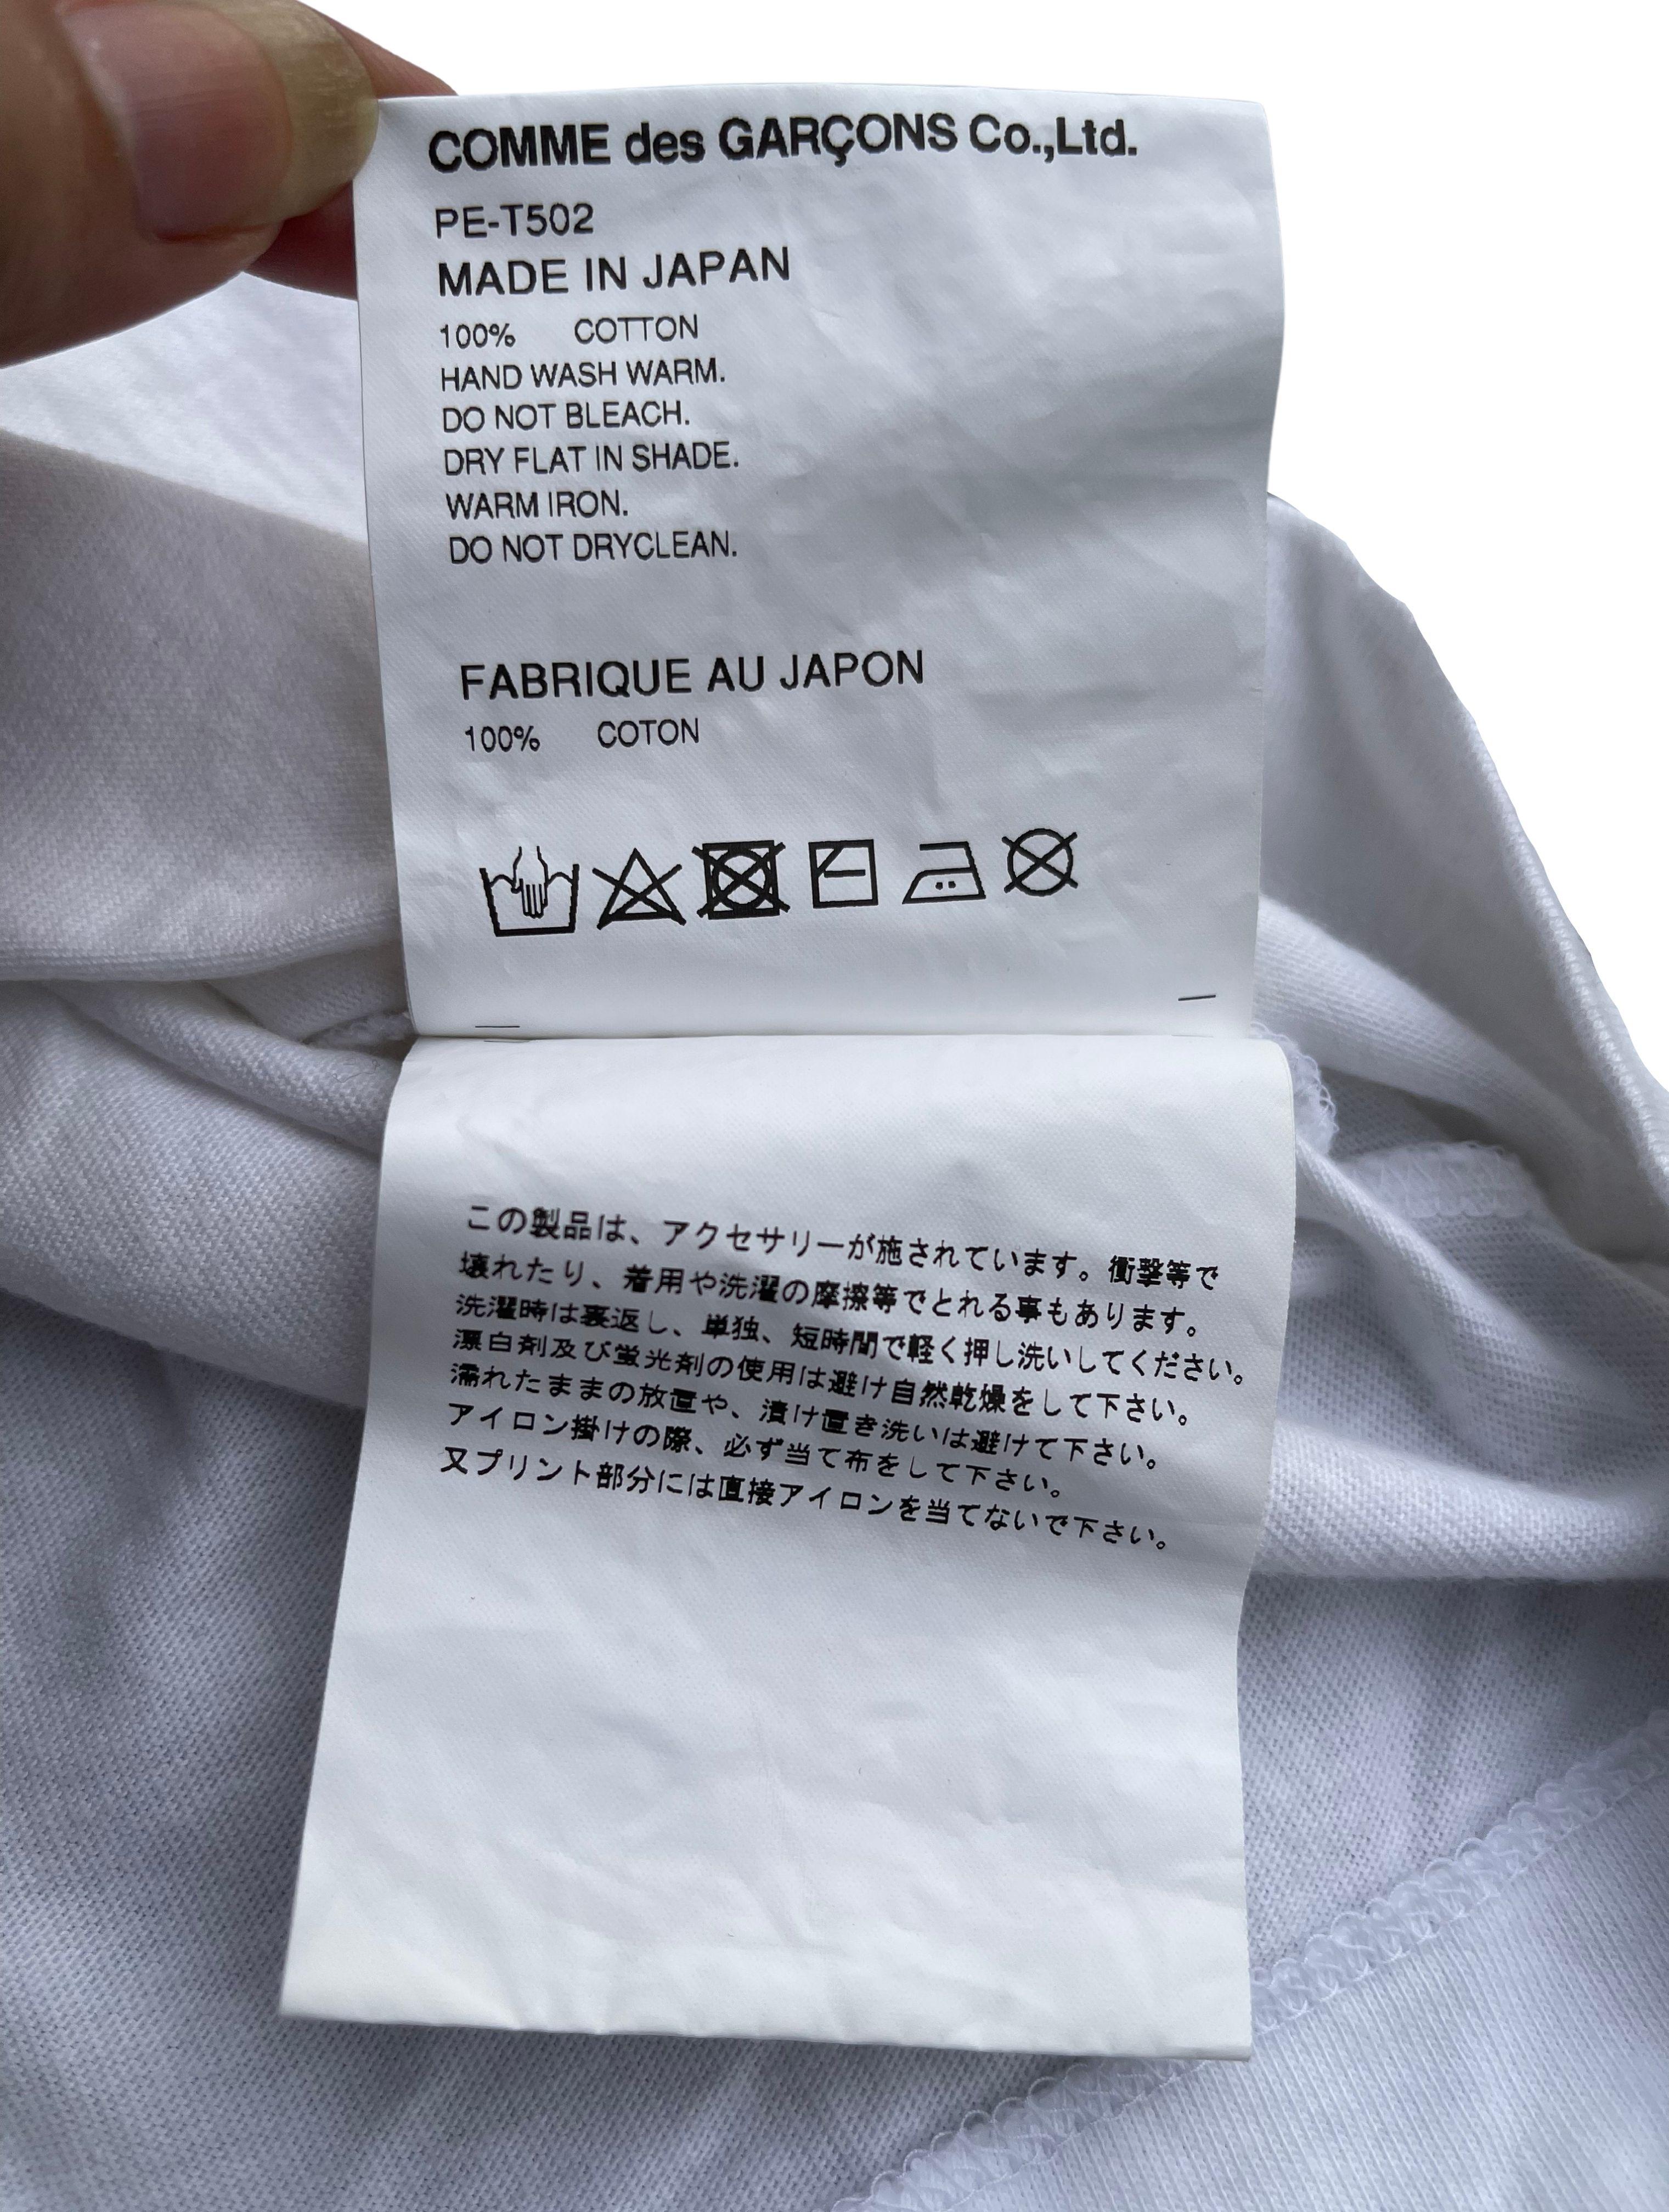 COMME des GARÇONS Co.,Ltd.
PE-T502
MADE IN JAPAN
100% COTTON
HAND WASH WARM.
DO NOT BLEACH.
DRY FLAT IN SHADE.
WARM IRON.
DO NOT DRYCLEAN.
FABRIQUE AU JAPON
100% COTON
この製品は、アクセサリーが施されています。衝撃等で
壊れたり、着用や洗濯の摩擦等でとれる事もあります。
洗濯時は裏返し、単独、短時間で軽く押し洗いしてください。
漂白剤及び蛍光剤の使用は避け自然乾燥をして下さい。
濡れたままの放置や、漬け置き洗いは避けて下さい。
アイロン掛けの際、必ず当て布をして下さい。
又プリント部分には直接アイロンを当てないで下さい。